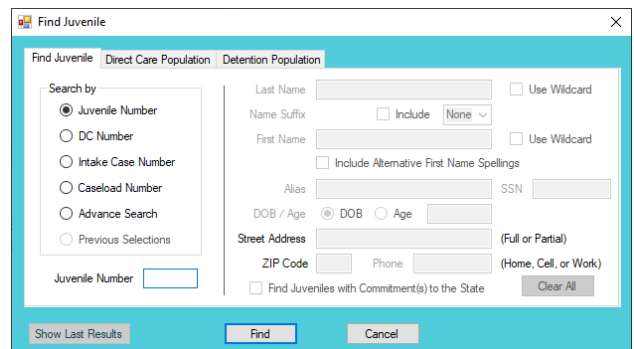 Find Juvenile
Find Juvenile Direct Care Population Detention Population
Search by
Juvenile Number
DC Number
Intake Case Number
Caseload Number
Advance Search
Previous Selections
Juvenile Number
Last Name Use Wildcard
Name Suffix Include None
First Name Use Wildcard
Include Alternative First Name Spellings
Alias SSN
DOB / Age DOB Age
Street Address (Full or Partial)
ZIP Code Phone (Home, Cell, or Work)
Find Juveniles with Commitment(s) to the State Clear All
Show Last Results Find Cancel